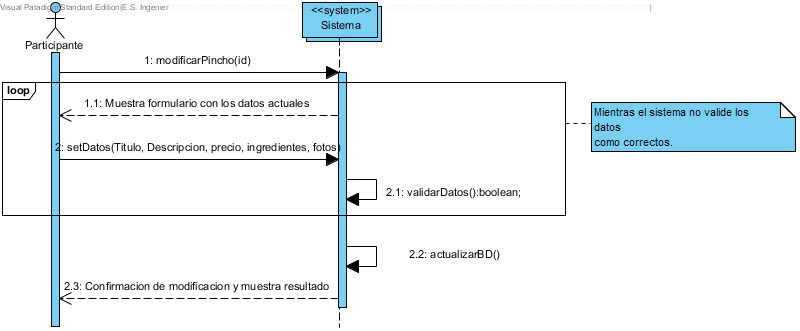 Visual Paradigm Standard Edition(E.S. Ingenier
)
<<system>>
Sistema
Participante
1: modificarPincho(id)
loop
1.1: Muestra formulario con los datos actuales
Mientras el sistema no valide los
datos
como correctos.
2: setDatos(Titulo, Descripcion, precio, ingredientes, fotos)
2.1: validarDatos():boolean;
2.2: actualizarBD()
2.3: Confirmacion de modificacion y muestra resultado